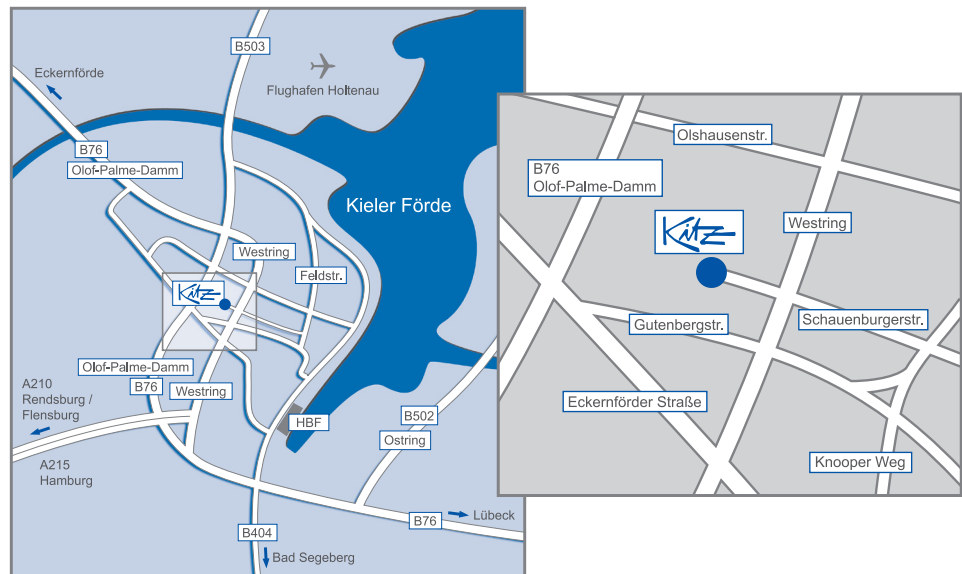 B503
Eckernförde
Flughafen Holtenau
B76
Olof-Palme-Damm
Kieler Förde
Westring
Feldstr.
Kitz
Olof-Palme-Damm
B76
Westring
A210
Rendsburg /
Flensburg
A215
Hamburg
HBF
B502
Ostring
B76
Lübeck
B404
Bad Segeberg
Olshausenstr.
B76
Olof-Palme-Damm
Kitz
Westring
Schauenburgerstr.
Gutenbergstr.
Eckernförder Straße
Knooper Weg